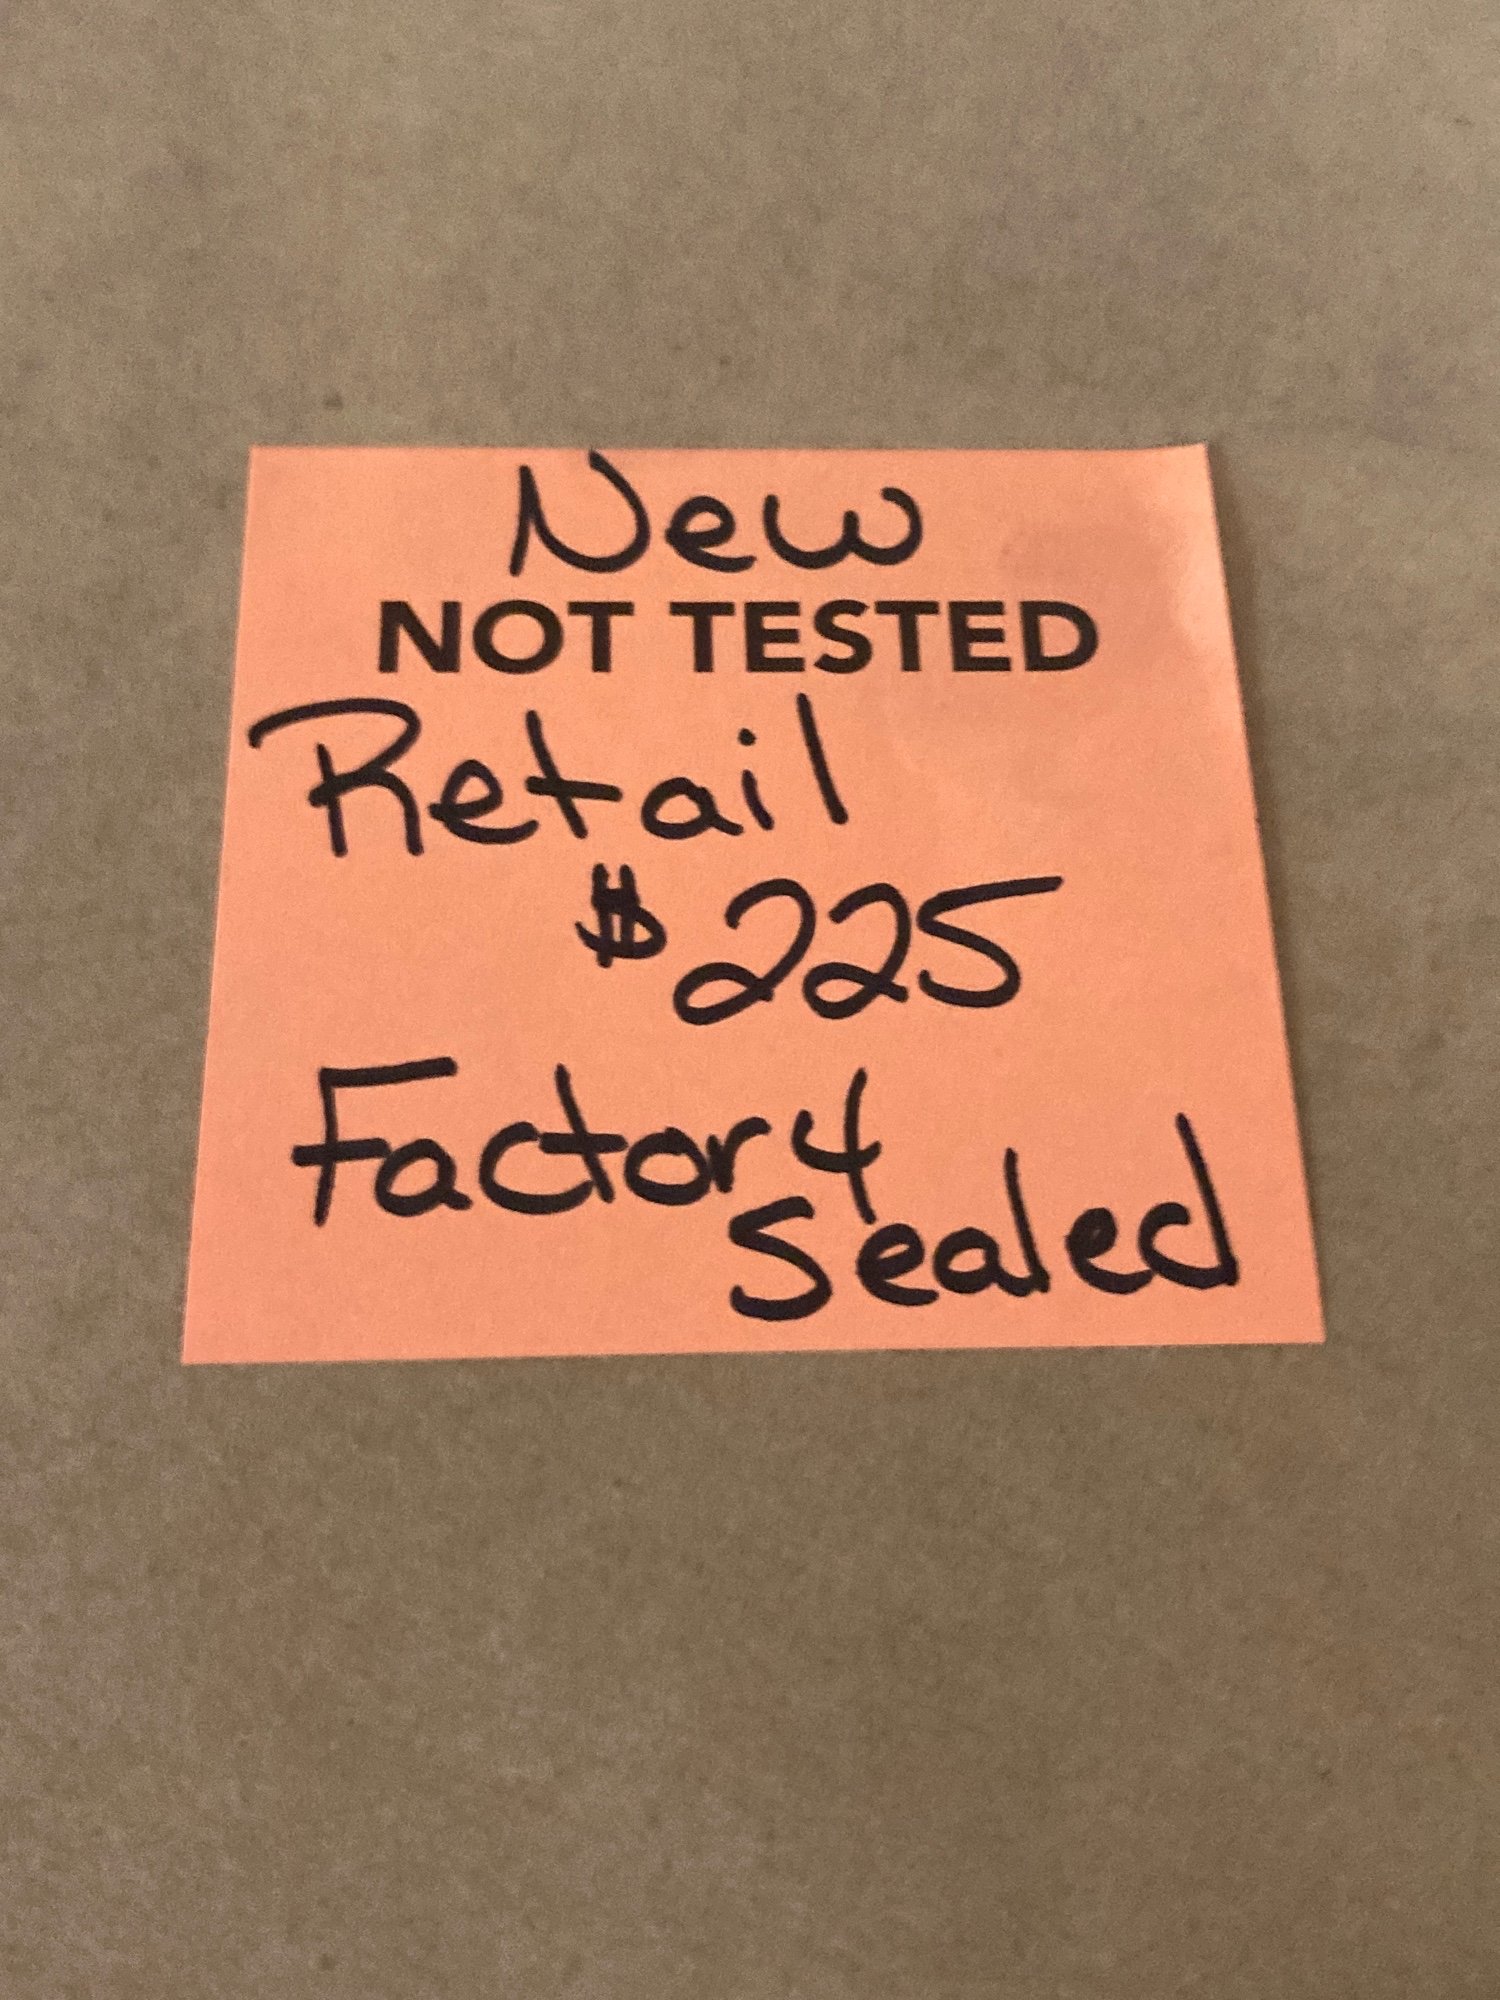 New
NOT TESTED
Retail
$225
Factory
Sealed